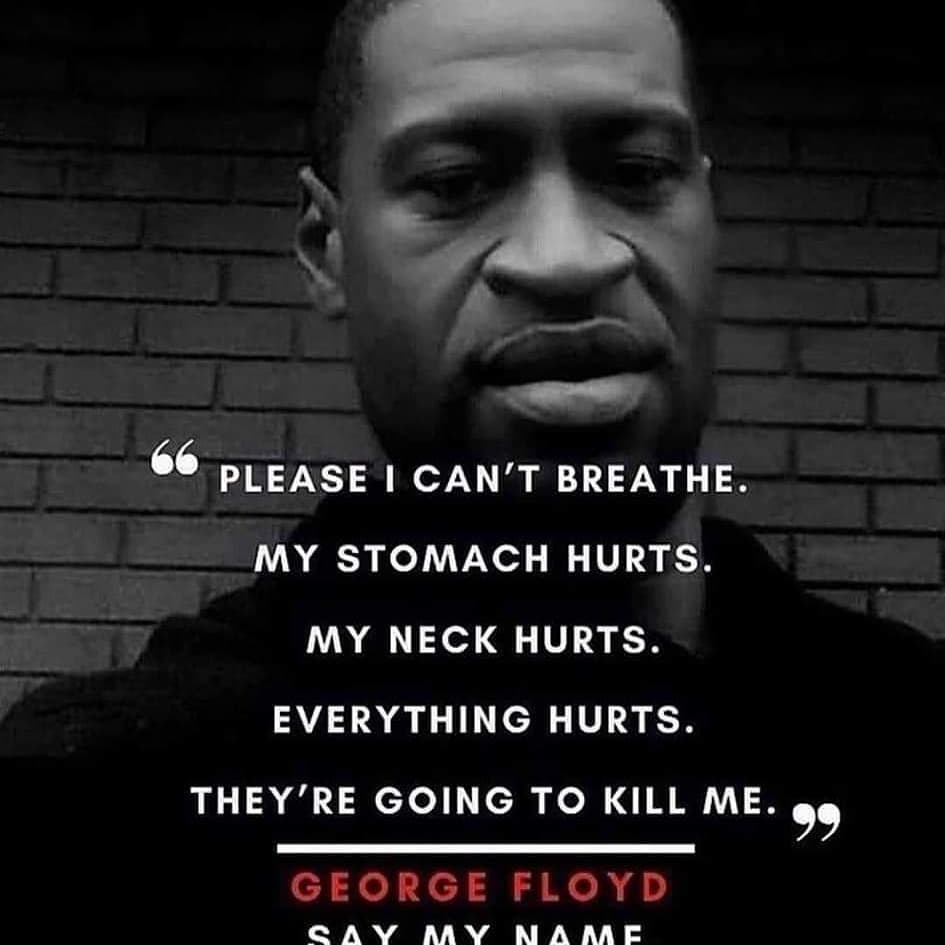 “ PLEASE I CAN’T BREATHE.
MY STOMACH HURTS.
MY NECK HURTS.
EVERYTHING HURTS.
THEY’RE GOING TO KILL ME. ”
GEORGE FLOYD
SAY MY NAME